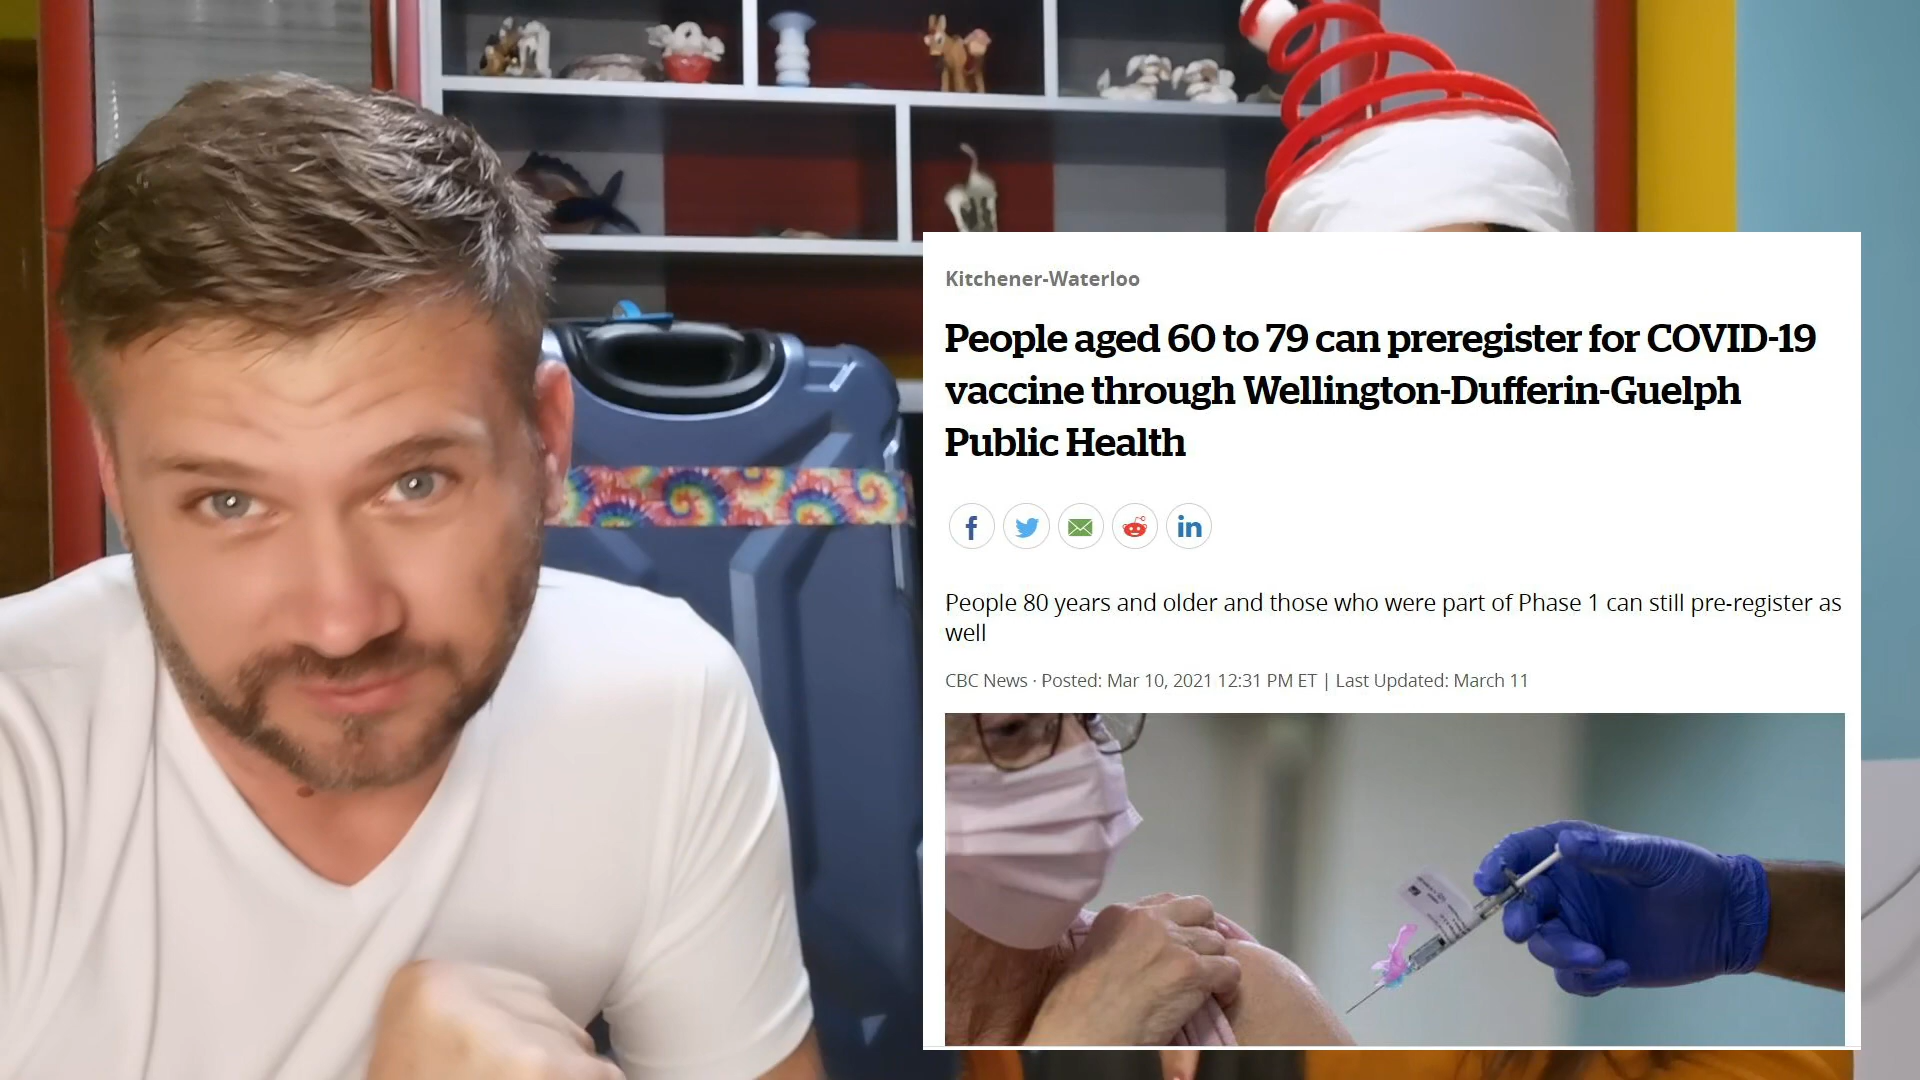 Kitchener-Waterloo
People aged 60 to 79 can preregister for COVID-19
vaccine through Wellington-Dufferin-Guelph
Public Health
People 80 years and older and those who were part of Phase 1 can still pre-register as
well
CBC News · Posted: Mar 10, 2021 12:31 PM ET | Last Updated: March 11